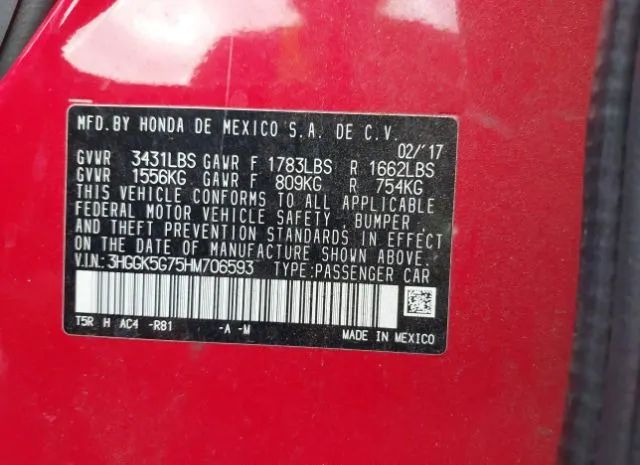 MFD.BY HONDA DE MEXICO S.A. DE C.V.
02/'17
GVWR 3431LBS GAWR F 1783LBS R 1662LBS
GVWR 1556KG GAWR F 809KG R 754KG
THIS VEHICLE CONFORMS TO ALL APPLICABLE
FEDERAL MOTOR VEHICLE SAFETY, BUMPER,
AND THEFT PREVENTION STANDARDS IN EFFECT
ON THE DATE OF MANUFACTURE SHOWN ABOVE.
V.I.N.: 3HGGK5G75HM706593 TYPE:PASSENGER CAR
T5R H AC4 -R81 -A -M MADE IN MEXICO